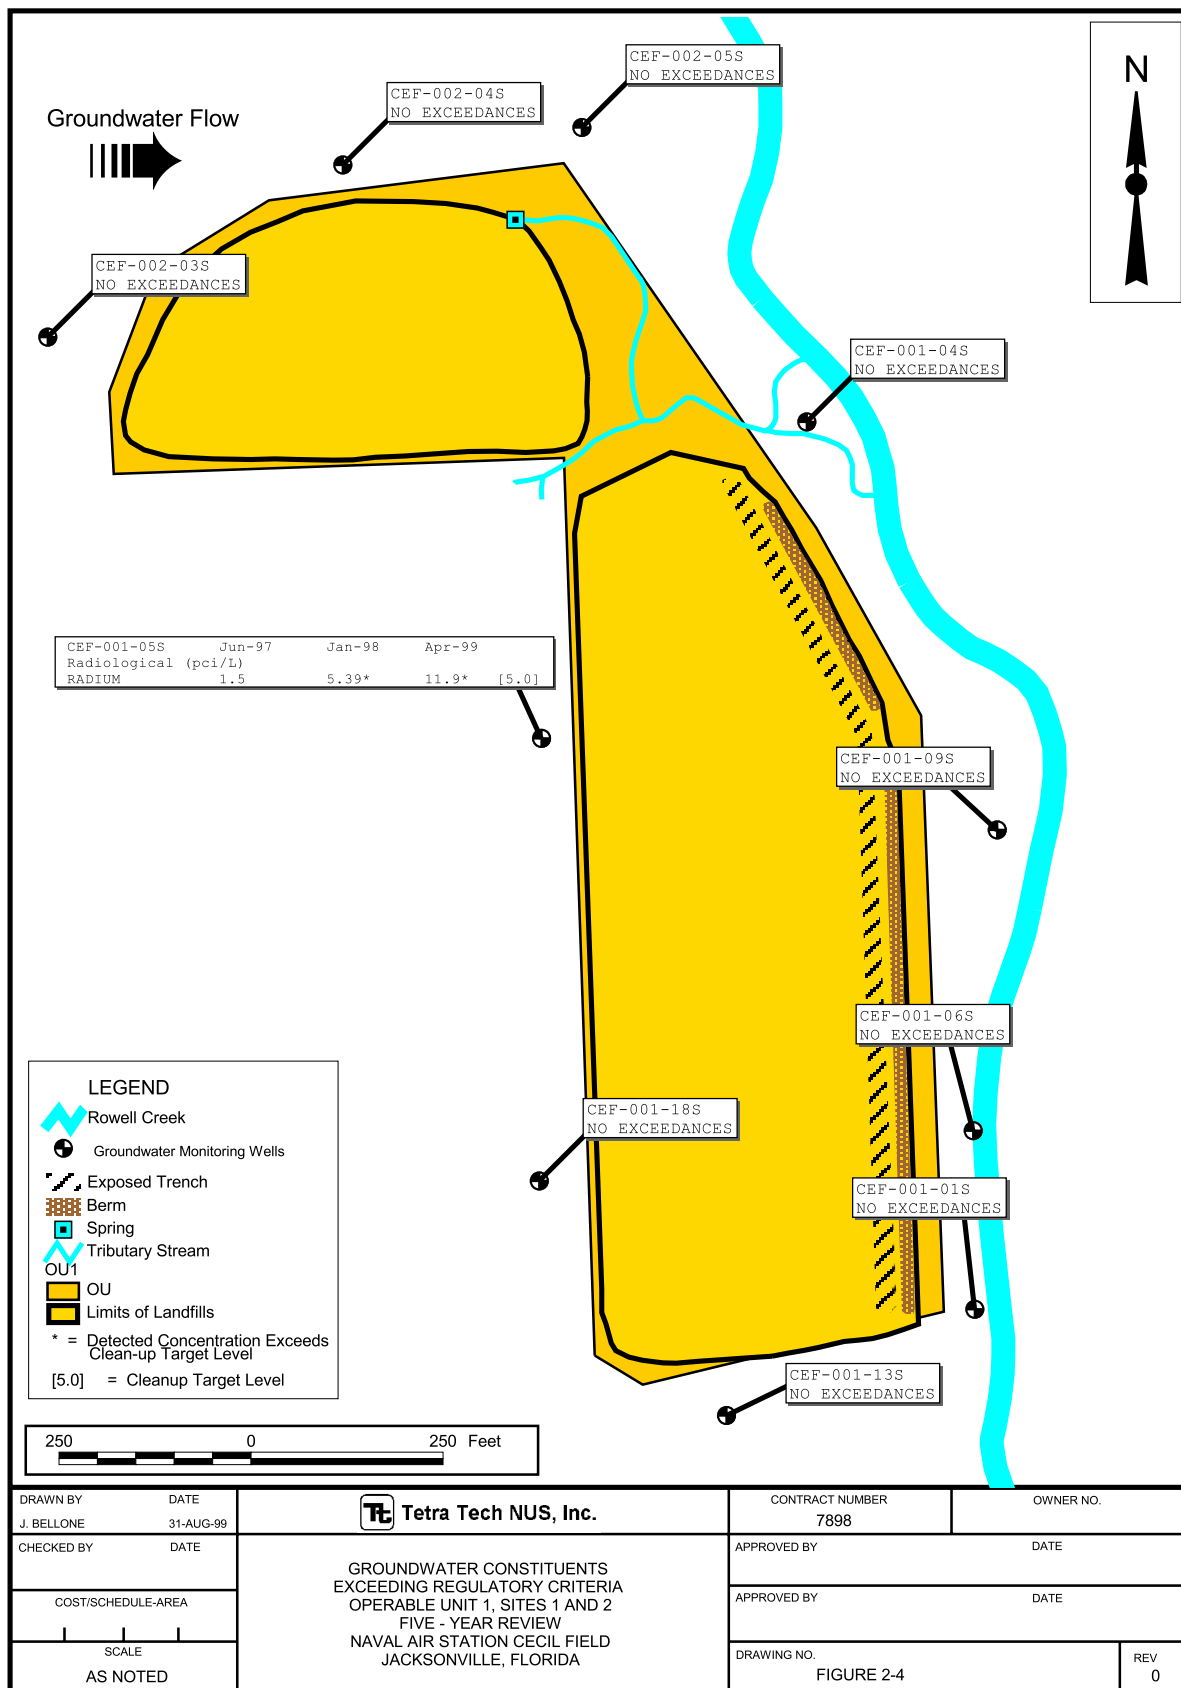 N
CEF-002-05S
NO EXCEEDANCES
CEF-002-04S
NO EXCEEDANCES
Groundwater Flow
CEF-002-03S
NO EXCEEDANCES
CEF-001-04S
NO EXCEEDANCES
CEF-001-05S Jun-97 Jan-98 Apr-99
Radiological (pci/L)
RADIUM 1.5 5.39* 11.9* [5.0]
CEF-001-09S
NO EXCEEDANCES
CEF-001-06S
NO EXCEEDANCES
CEF-001-18S
NO EXCEEDANCES
CEF-001-01S
NO EXCEEDANCES
CEF-001-13S
NO EXCEEDANCES
LEGEND
Rowell Creek
Groundwater Monitoring Wells
Exposed Trench
Berm
Spring
Tributary Stream
OU1
OU
Limits of Landfills
* = Detected Concentration Exceeds
Clean-up Target Level
[5.0] = Cleanup Target Level
250 0 250 Feet
DRAWN BY DATE
J. BELLONE 31-AUG-99
CHECKED BY DATE
COST/SCHEDULE-AREA
SCALE
AS NOTED
Tt Tetra Tech NUS, Inc.
GROUNDWATER CONSTITUENTS
EXCEEDING REGULATORY CRITERIA
OPERABLE UNIT 1, SITES 1 AND 2
FIVE - YEAR REVIEW
NAVAL AIR STATION CECIL FIELD
JACKSONVILLE, FLORIDA
CONTRACT NUMBER
7898
OWNER NO.
APPROVED BY DATE
APPROVED BY DATE
DRAWING NO.
FIGURE 2-4
REV
0